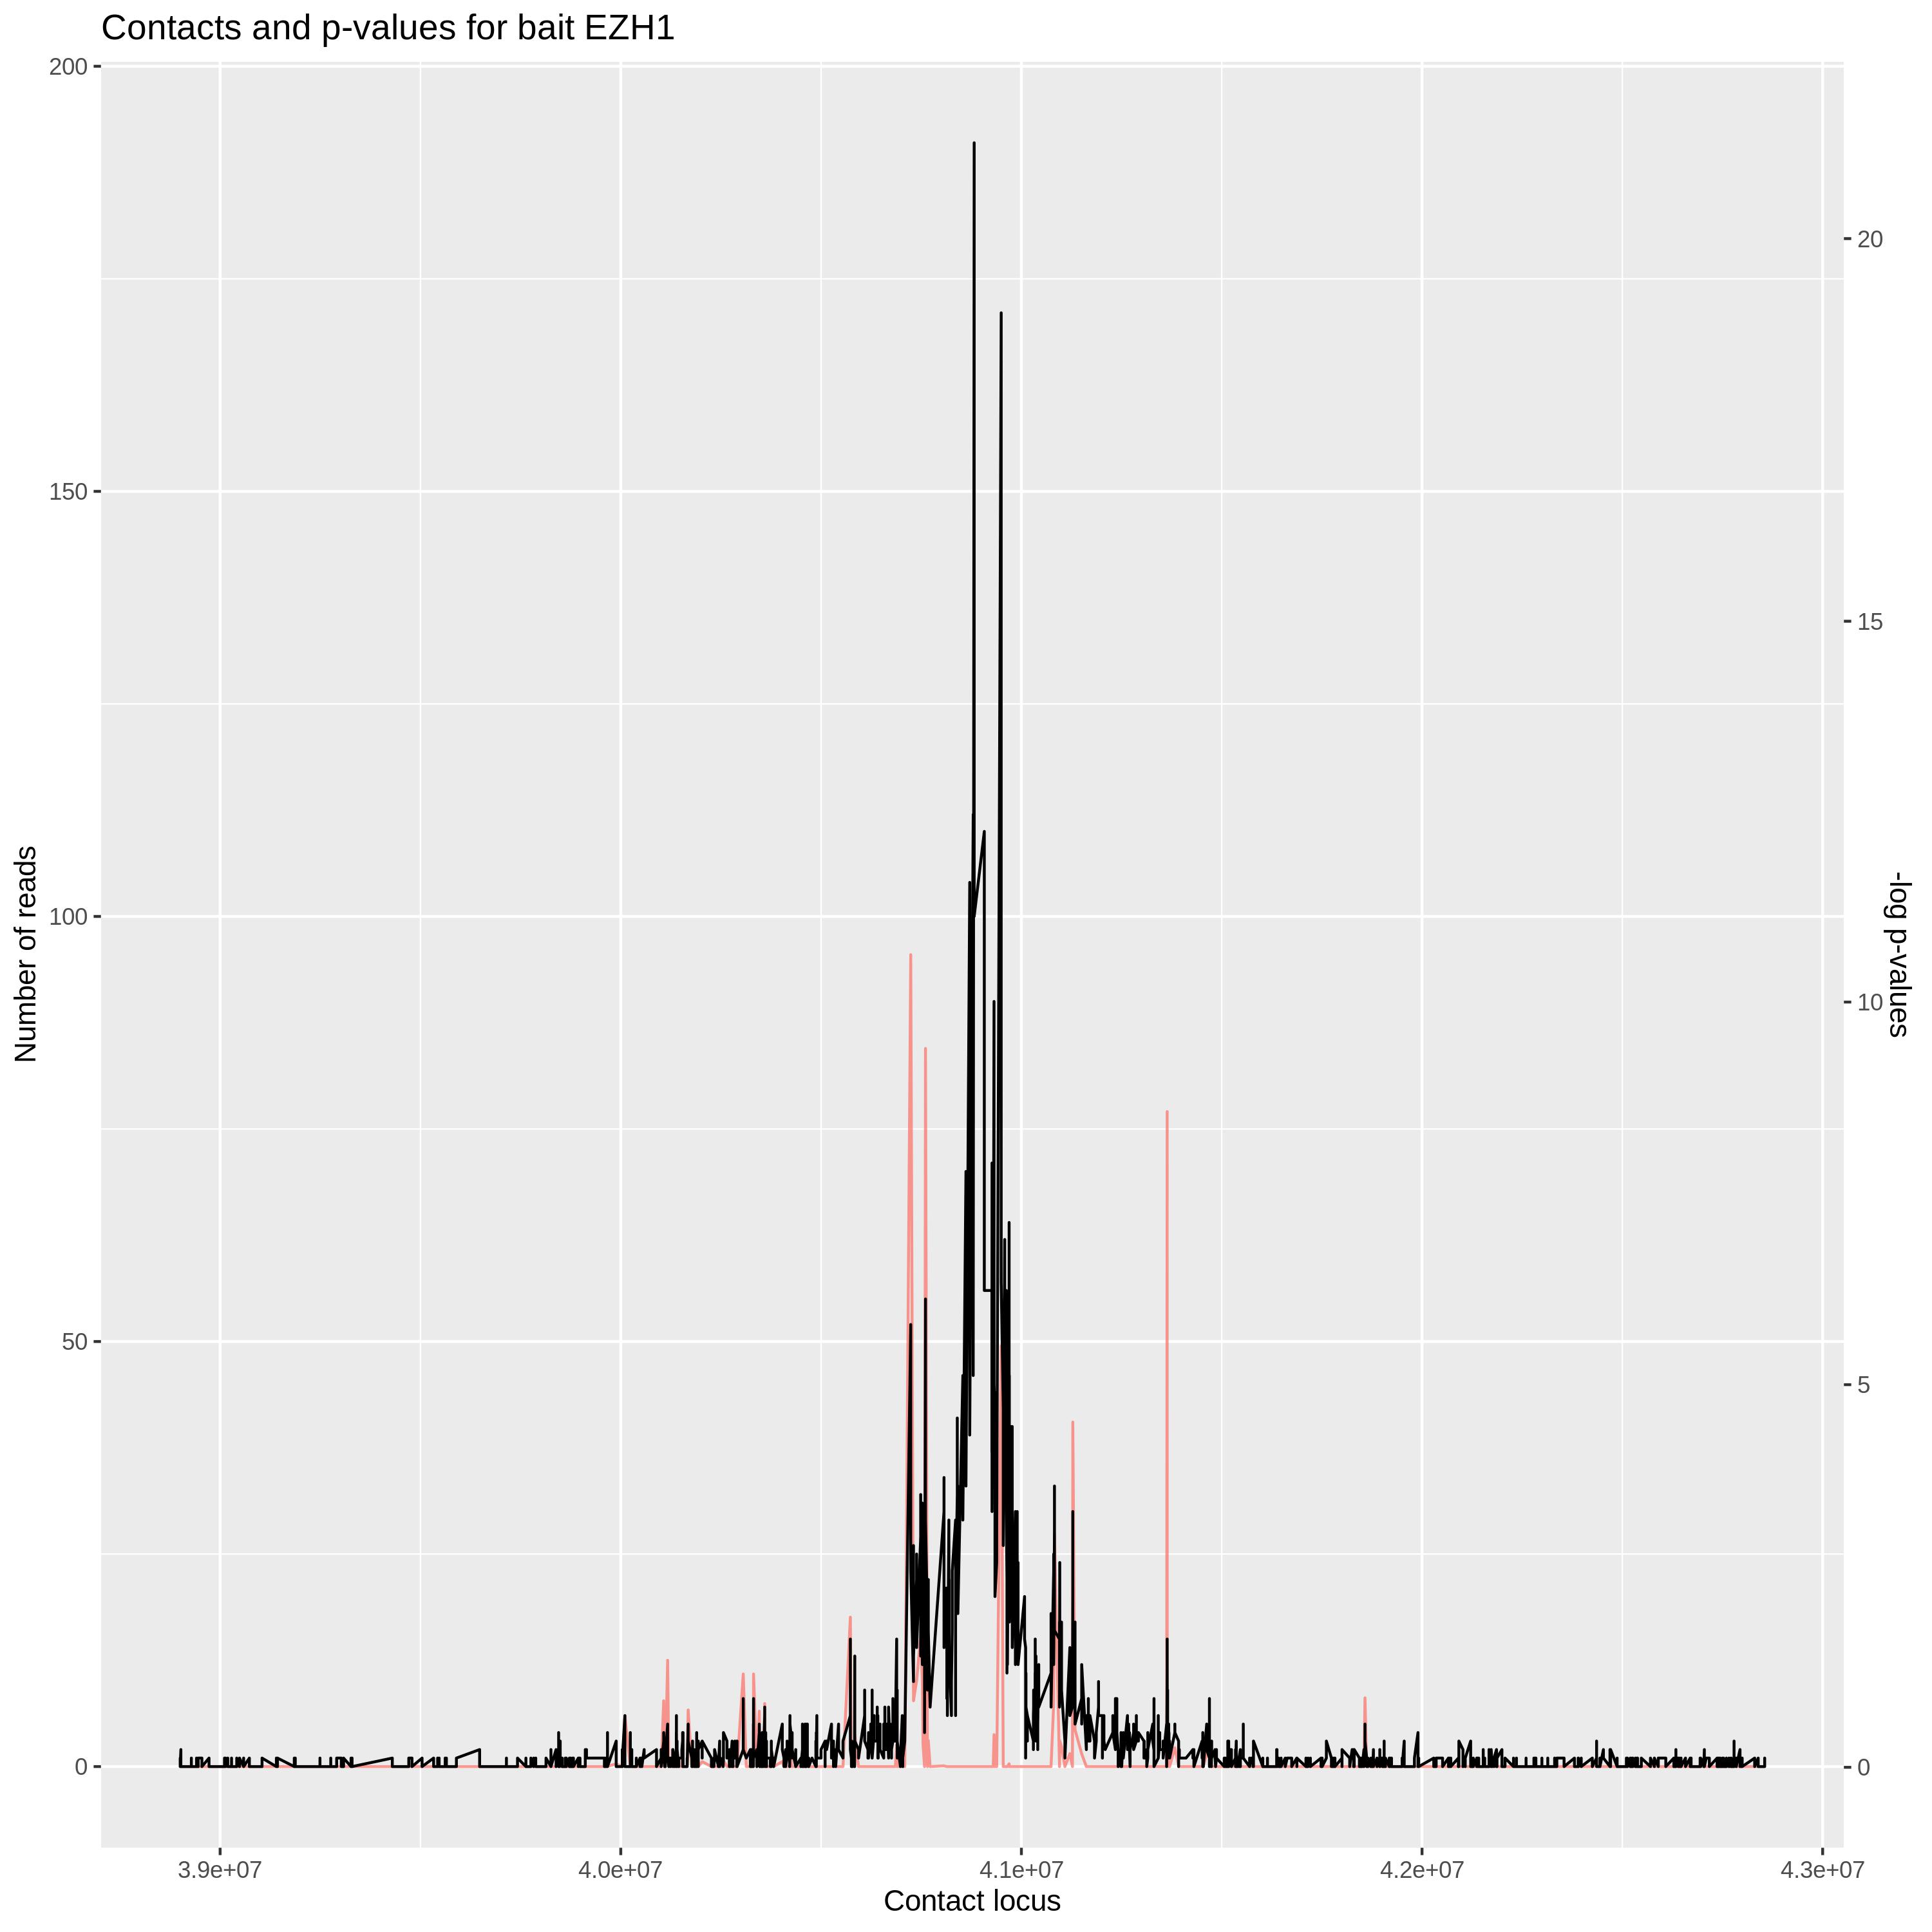 Contacts and p-values for bait EZH1
200
150
100
50
0
Number of reads
20
15
10
5
0
-log p-values
3.9e+07
4.0e+07
4.1e+07
4.2e+07
4.3e+07
Contact locus